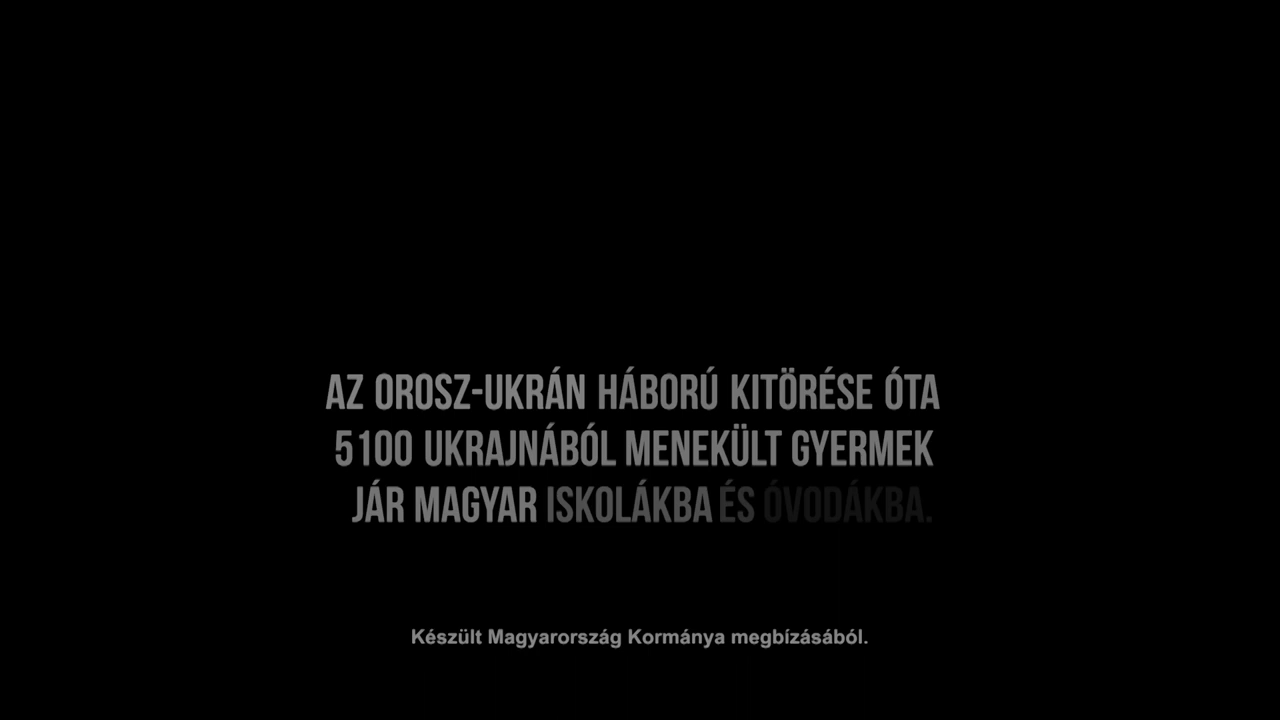 AZ OROSZ-UKRÁN HÁBORÚ KITÖRÉSE ÓTA
5100 UKRAJNÁBÓL MENEKÜLT GYERMEK
JÁR MAGYAR ISKOLÁKBA ÉS ÓVODÁKBA.
Készült Magyarország Kormánya megbízásából.